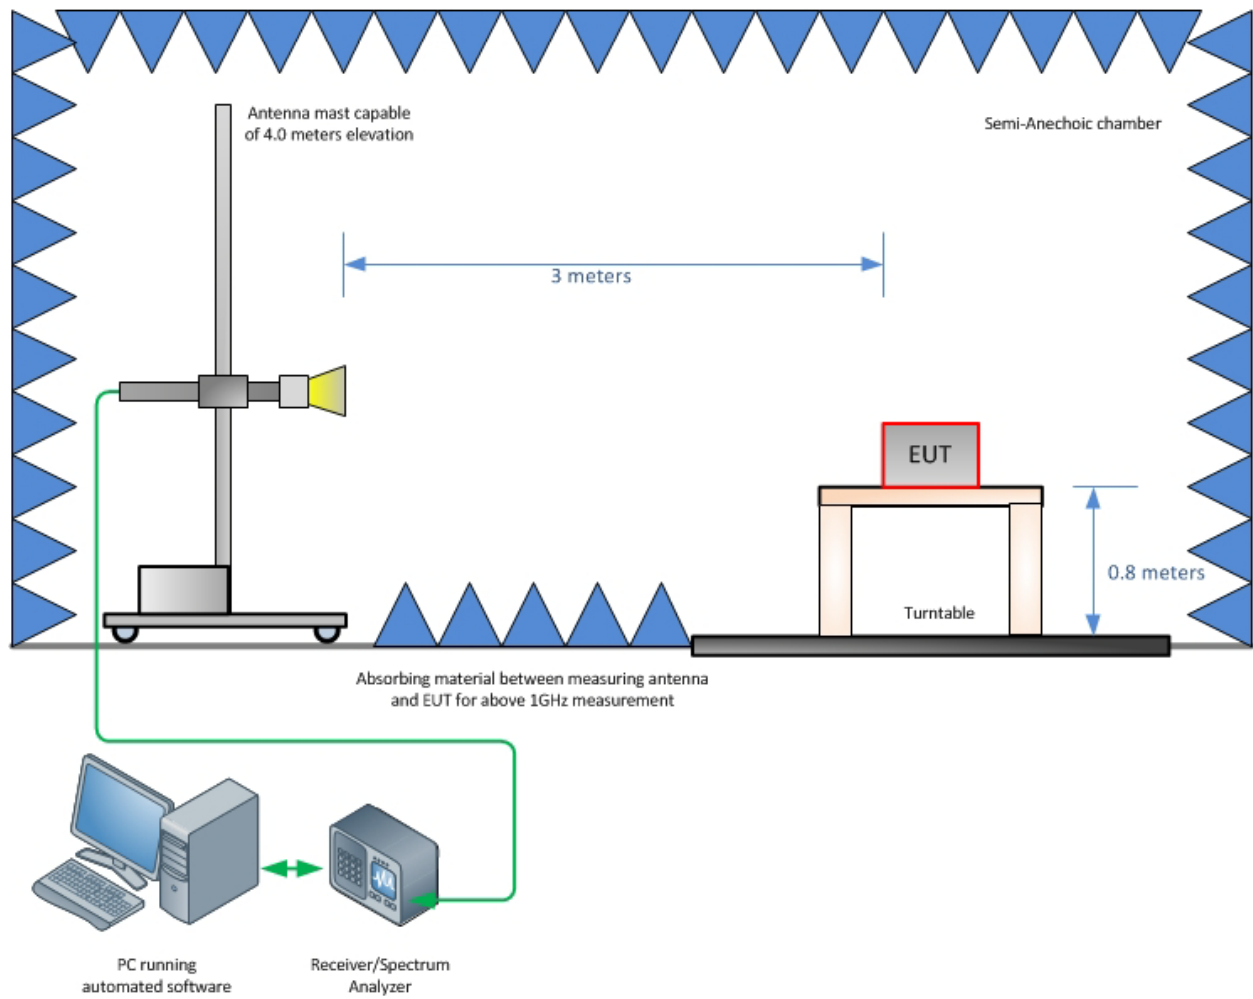 Antenna mast capable
of 4.0 meters elevation
Semi-Anechoic chamber
3 meters
EUT
0.8 meters
Turntable
Absorbing material between measuring antenna
and EUT for above 1GHz measurement
PC running
automated software
Receiver/Spectrum
Analyzer